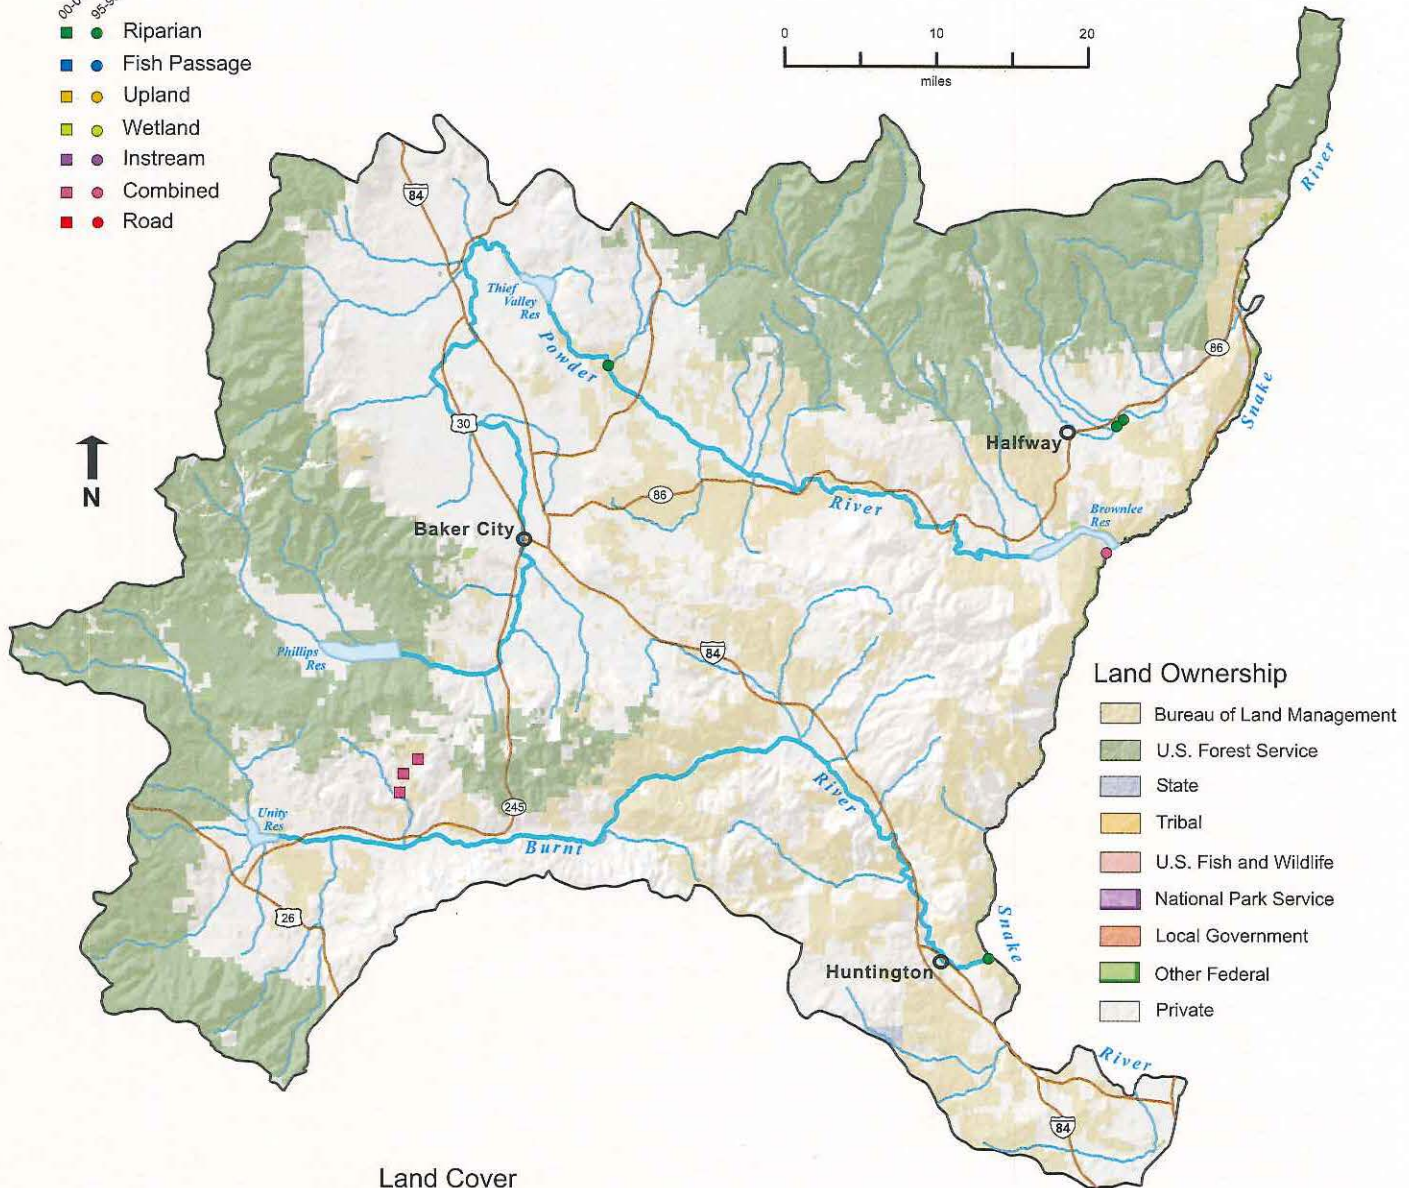 Riparian
Fish Passage
Upland
Wetland
Instream
Combined
Road
0 10 20
miles
River
84
Thief
Valley
Res
Powder
86
Snake
30
Halfway
N
86
River
Brownlee
Res
Baker City
Phillips
Res
84
Land Ownership
Bureau of Land Management
U.S. Forest Service
State
Tribal
U.S. Fish and Wildlife
National Park Service
Local Government
Other Federal
Private
River
Unity
Res
245
Burnt
26
Snake
Huntington
River
84
Land Cover